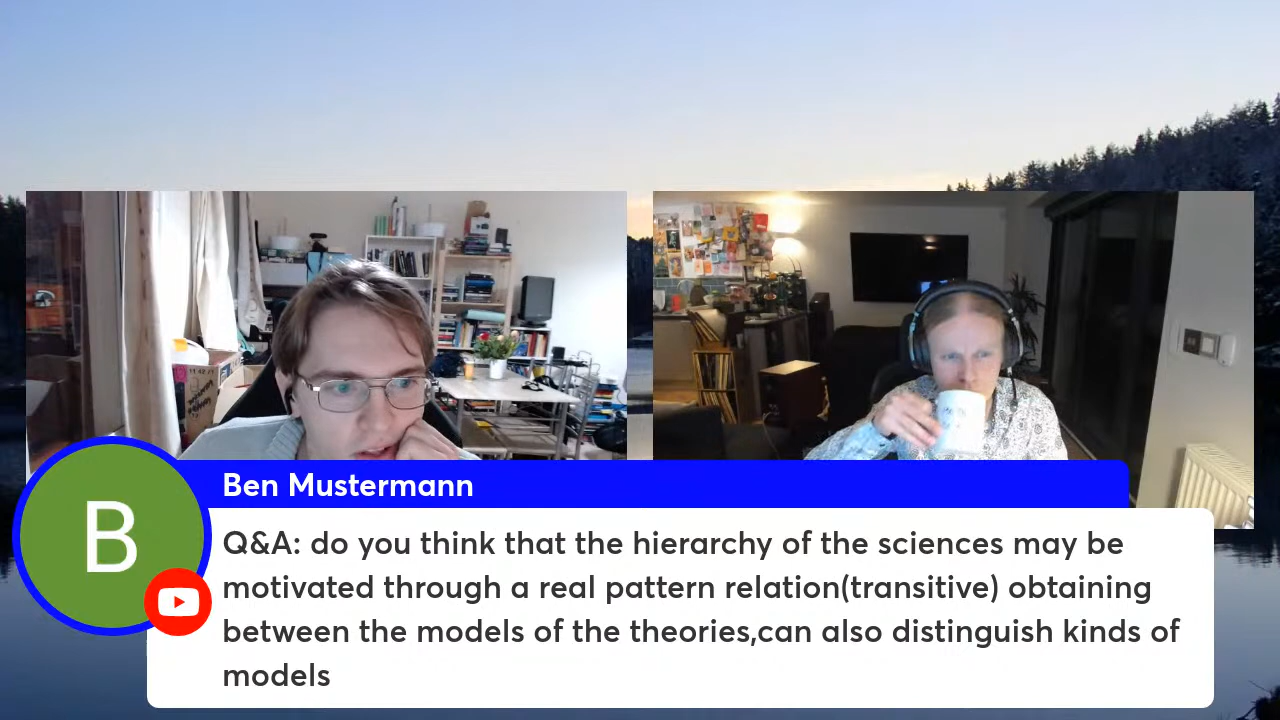 Ben Mustermann
B
Q&A: do you think that the hierarchy of the sciences may be
motivated through a real pattern relation(transitive) obtaining
between the models of the theories,can also distinguish kinds of
models